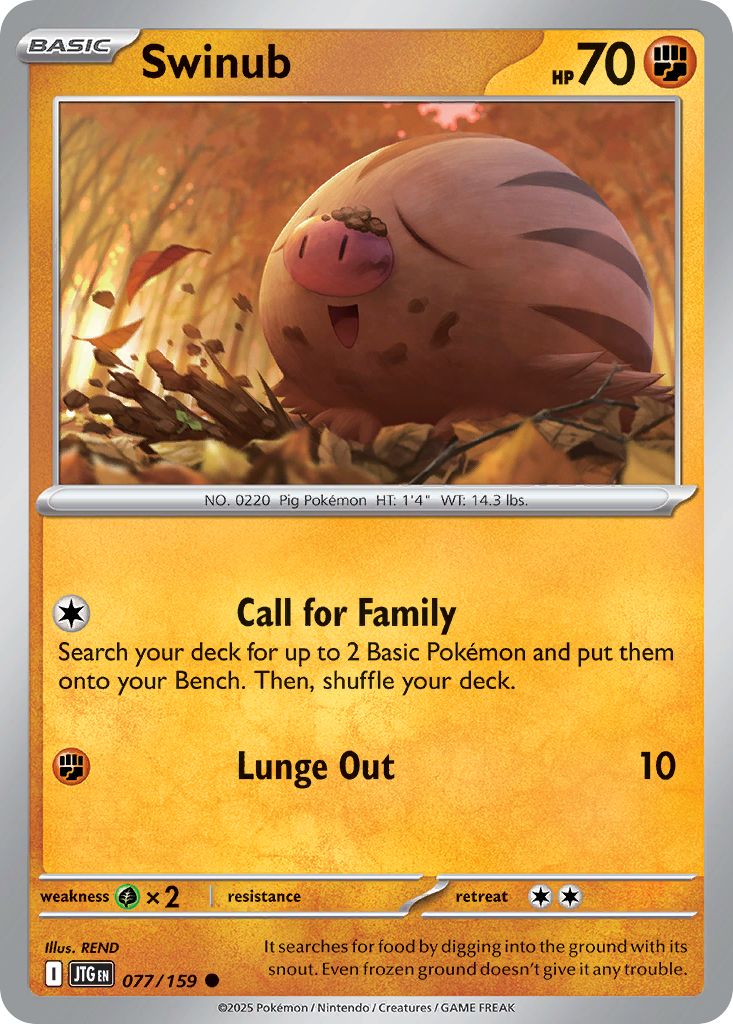 BASIC
Swinub
HP 70
NO. 0220 Pig Pokémon HT: 1'4" WT: 14.3 lbs.
Call for Family
Search your deck for up to 2 Basic Pokémon and put them
onto your Bench. Then, shuffle your deck.
Lunge Out 10
weakness ×2 resistance retreat
Illus. REND
It searches for food by digging into the ground with its
snout. Even frozen ground doesn't give it any trouble.
I JTG EN 077/159
©2025 Pokémon / Nintendo / Creatures / GAME FREAK